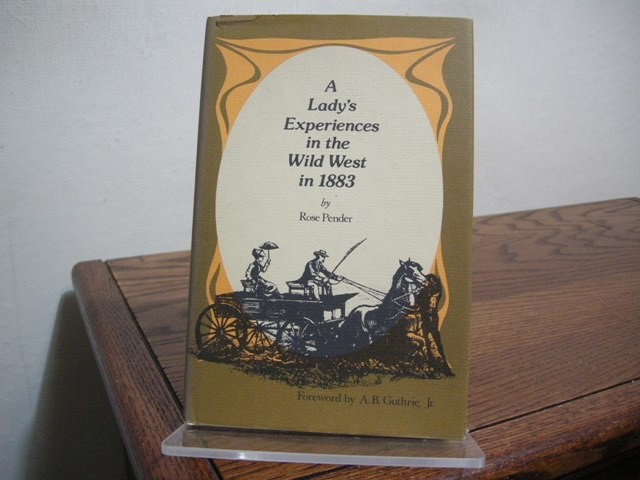 A
Lady's
Experiences
in the
Wild West
in 1883
by
Rose Pender
Foreword by A.B. Guthrie, Jr.